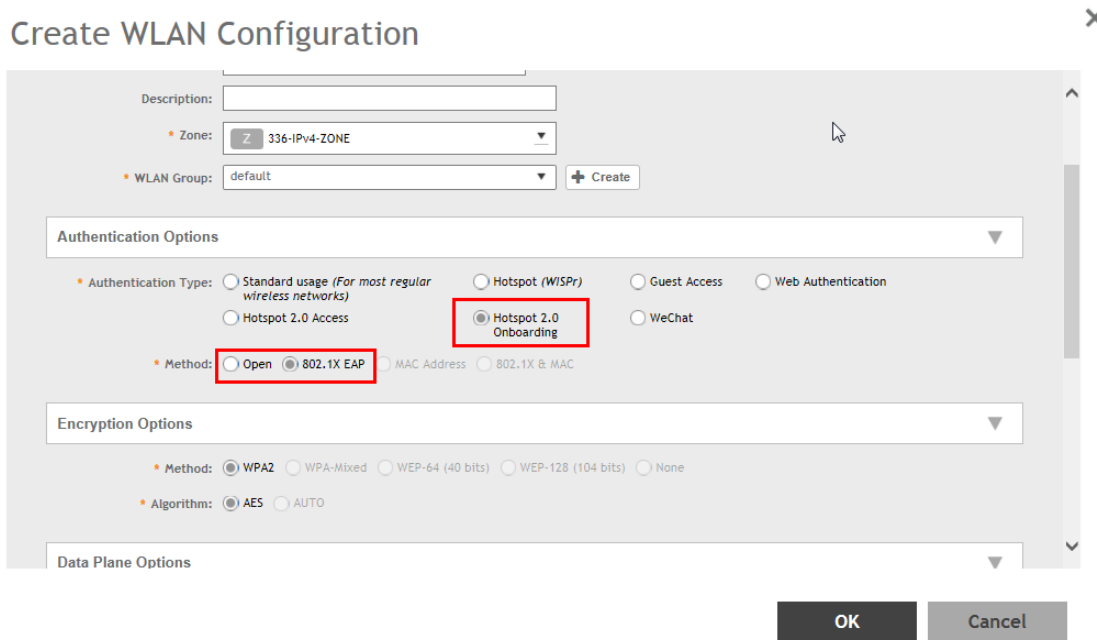 Create WLAN Configuration
Description:
* Zone: Z 336-IPv4-ZONE
* WLAN Group: default + Create
Authentication Options
* Authentication Type: Standard usage (For most regular wireless networks) Hotspot (WISPr) Guest Access Web Authentication
Hotspot 2.0 Access Hotspot 2.0 Onboarding WeChat
* Method: Open 802.1X EAP MAC Address 802.1X & MAC
Encryption Options
* Method: WPA2 WPA-Mixed WEP-64 (40 bits) WEP-128 (104 bits) None
* Algorithm: AES AUTO
Data Plane Options
OK Cancel